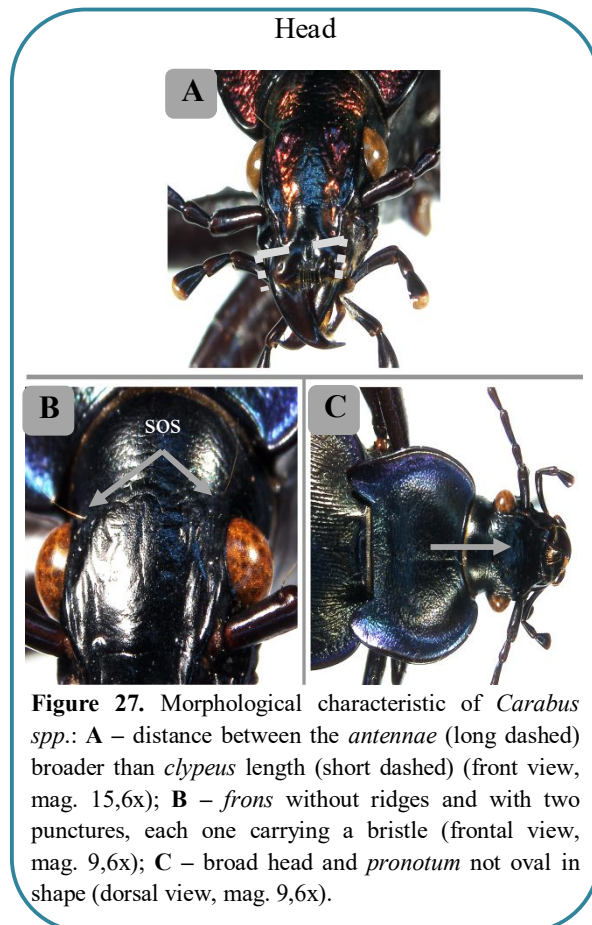 Head
A
B
sos
C
Figure 27. Morphological characteristic of Carabus
spp.: A – distance between the antennae (long dashed)
broader than clypeus length (short dashed) (front view,
mag. 15,6x); B – frons without ridges and with two
punctures, each one carrying a bristle (frontal view,
mag. 9,6x); C – broad head and pronotum not oval in
shape (dorsal view, mag. 9,6x).